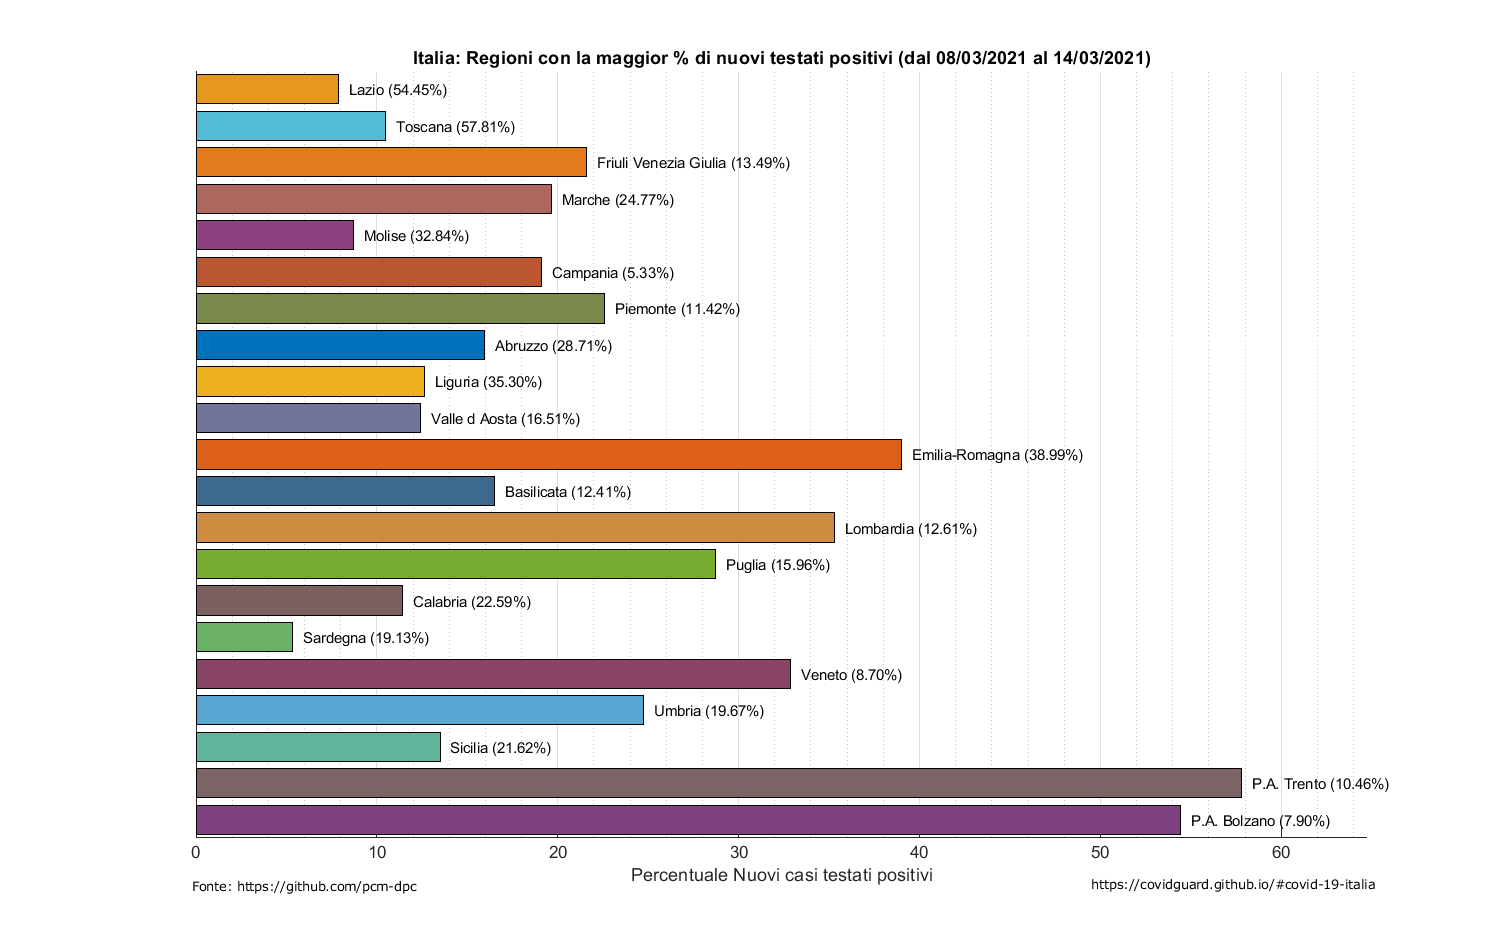 Italia: Regioni con la maggior % di nuovi testati positivi (dal 08/03/2021 al 14/03/2021)
Lazio (54.45%)
Toscana (57.81%)
Friuli Venezia Giulia (13.49%)
Marche (24.77%)
Molise (32.84%)
Campania (5.33%)
Piemonte (11.42%)
Abruzzo (28.71%)
Liguria (35.30%)
Valle d Aosta (16.51%)
Emilia-Romagna (38.99%)
Basilicata (12.41%)
Lombardia (12.61%)
Puglia (15.96%)
Calabria (22.59%)
Sardegna (19.13%)
Veneto (8.70%)
Umbria (19.67%)
Sicilia (21.62%)
P.A. Trento (10.46%)
P.A. Bolzano (7.90%)
0 10 20 30 40 50 60
Percentuale Nuovi casi testati positivi
Fonte: https://github.com/pcm-dpc
https://covidguard.github.io/#covid-19-italia